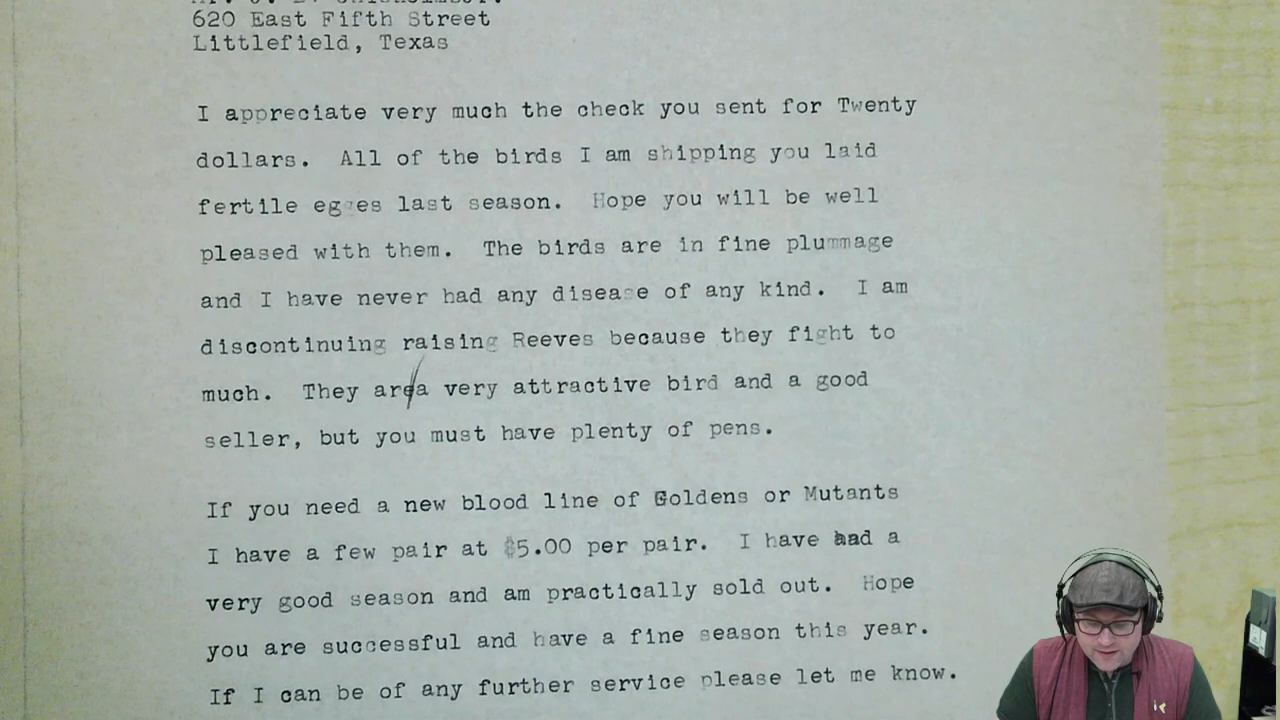 620 East Fifth Street
Littlefield, Texas
I appreciate very much the check you sent for Twenty
dollars. All of the birds I am shipping you laid
fertile egges last season. Hope you will be well
pleased with them. The birds are in fine plummage
and I have never had any disease of any kind. I am
discontinuing raising Reeves because they fight to
much. They are/a very attractive bird and a good
seller, but you must have plenty of pens.
If you need a new blood line of Goldens or Mutants
I have a few pair at $5.00 per pair. I have had a
very good season and am practically sold out. Hope
you are successful and have a fine season this year.
If I can be of any further service please let me know.